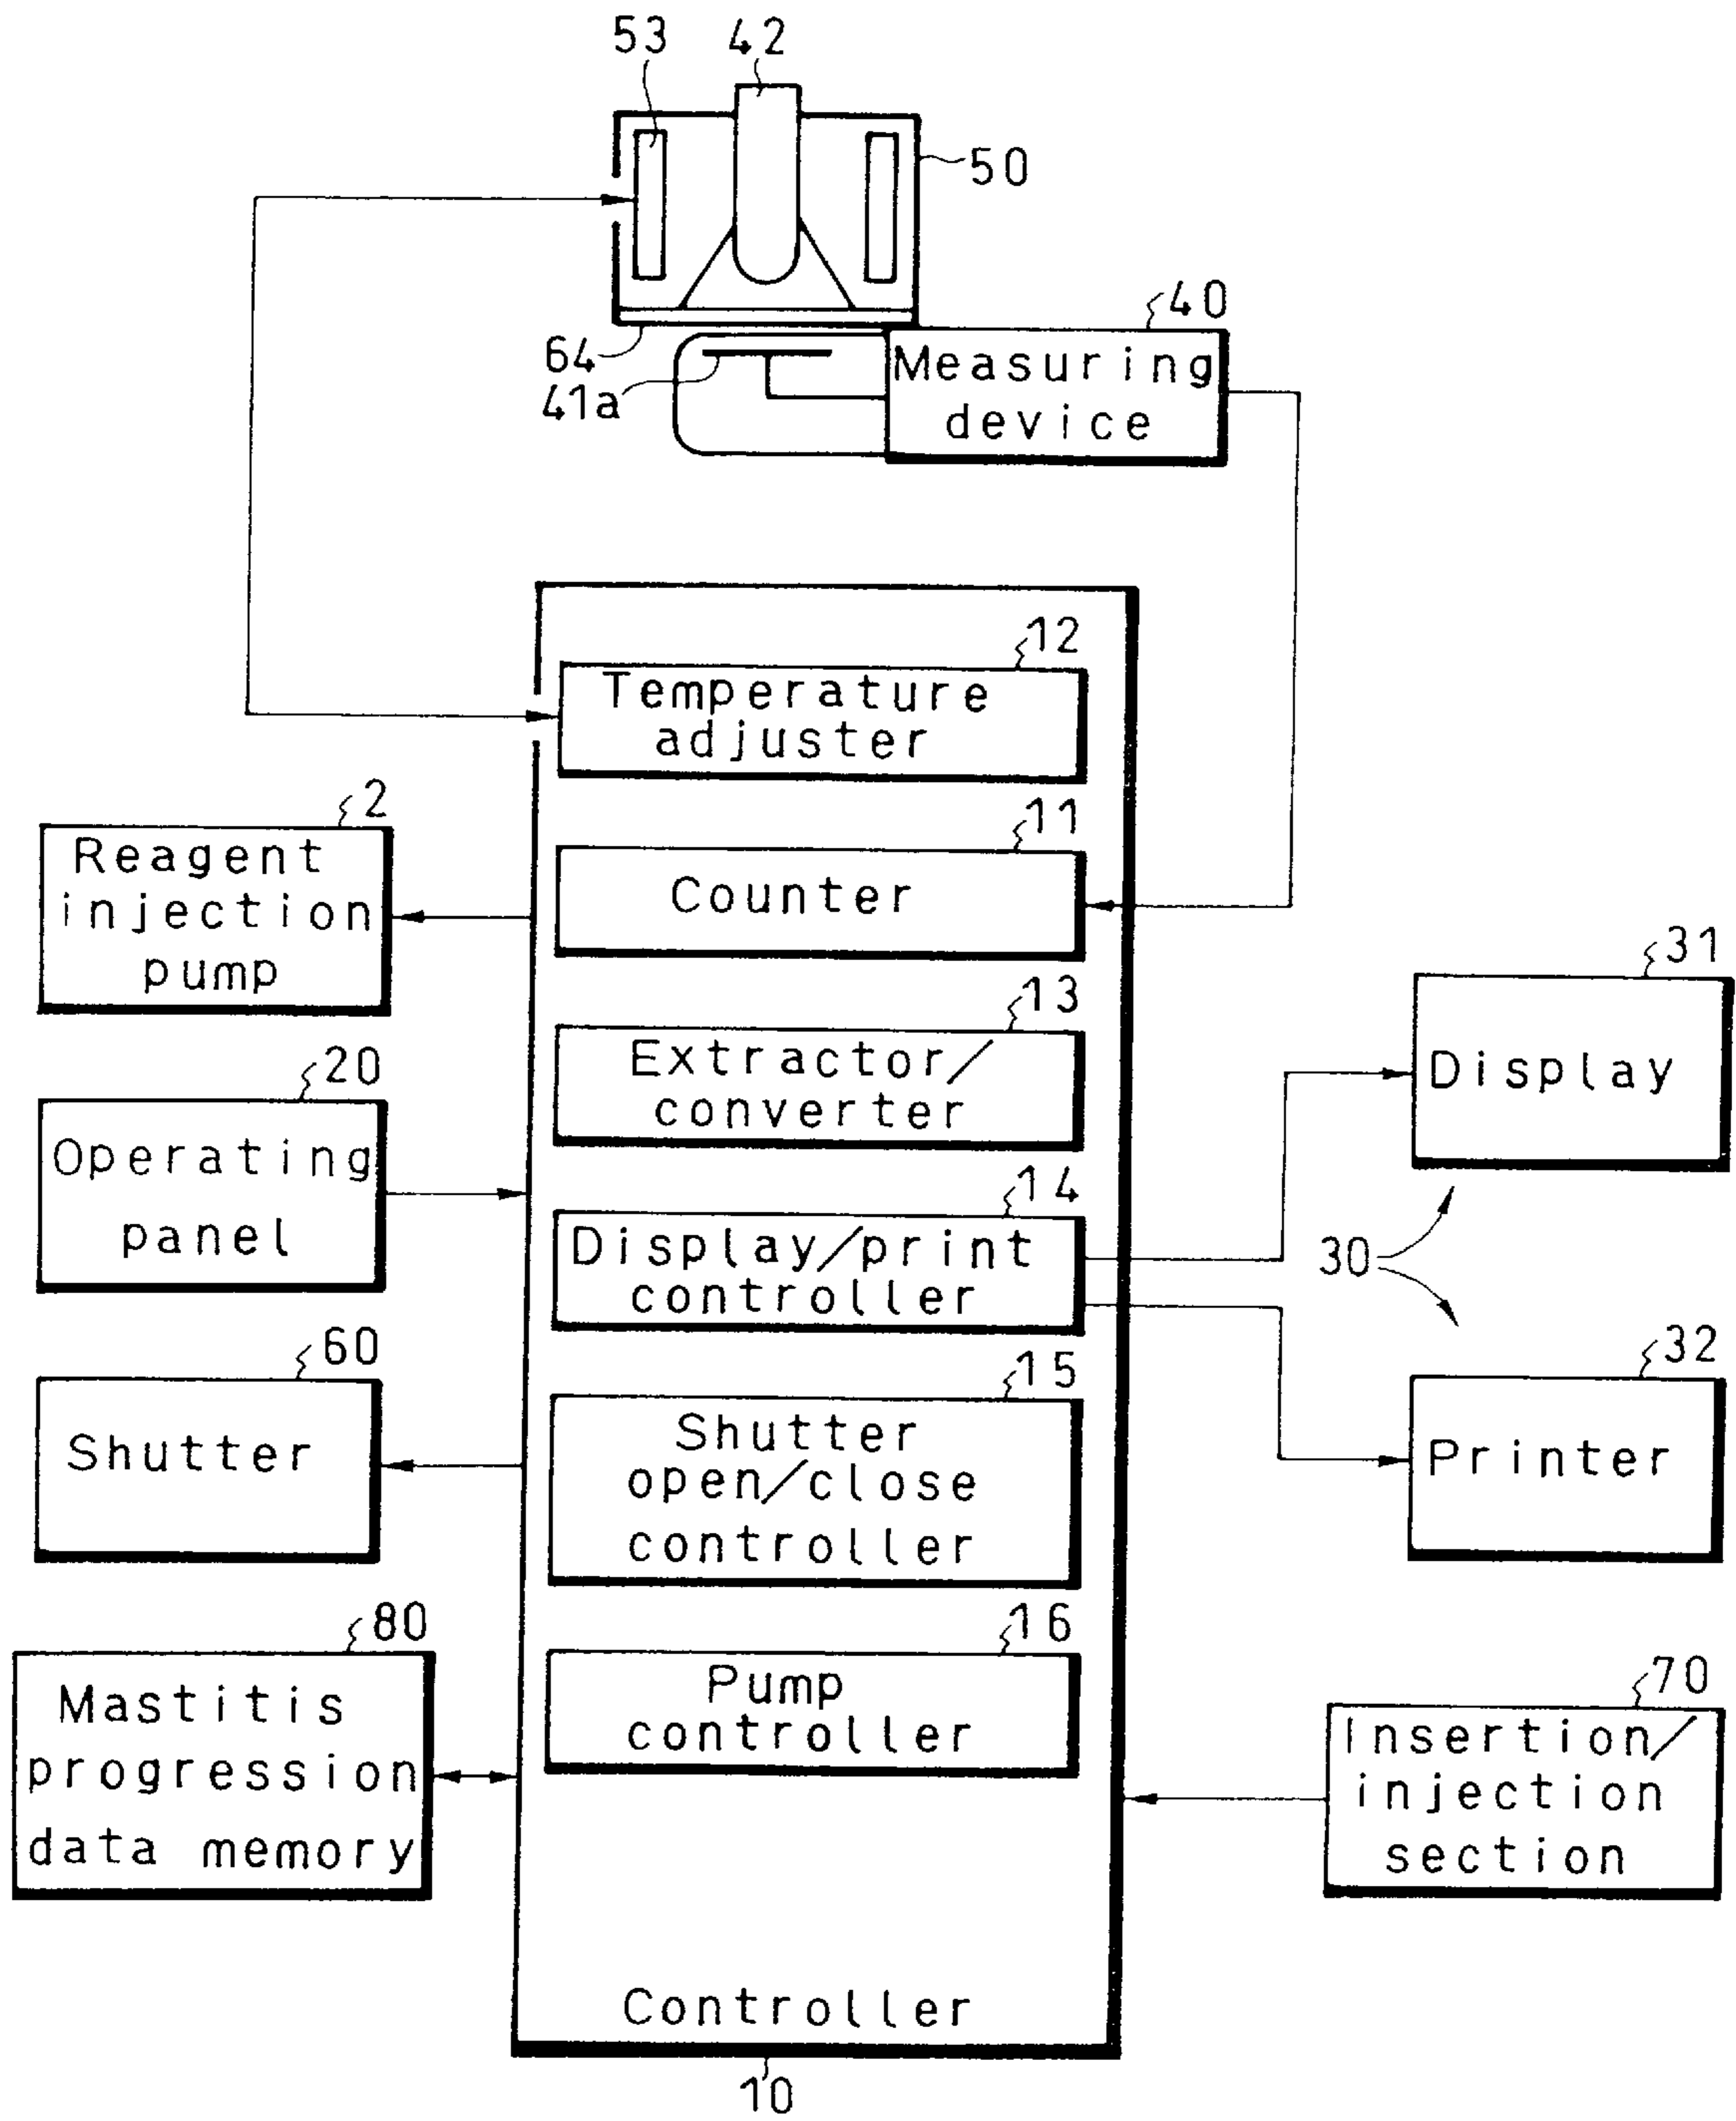 53 42
50
64
41a
40
Measuring
device
12
Temperature
adjuster
2
Reagent
injection
pump
11
Counter
13
Extractor/
converter
31
Display
20
Operating
panel
14
Display/print
controller
30
60
Shutter
15
Shutter
open/close
controller
32
Printer
80
Mastitis
progression
data memory
16
Pump
controller
70
Insertion/
injection
section
Controller
10